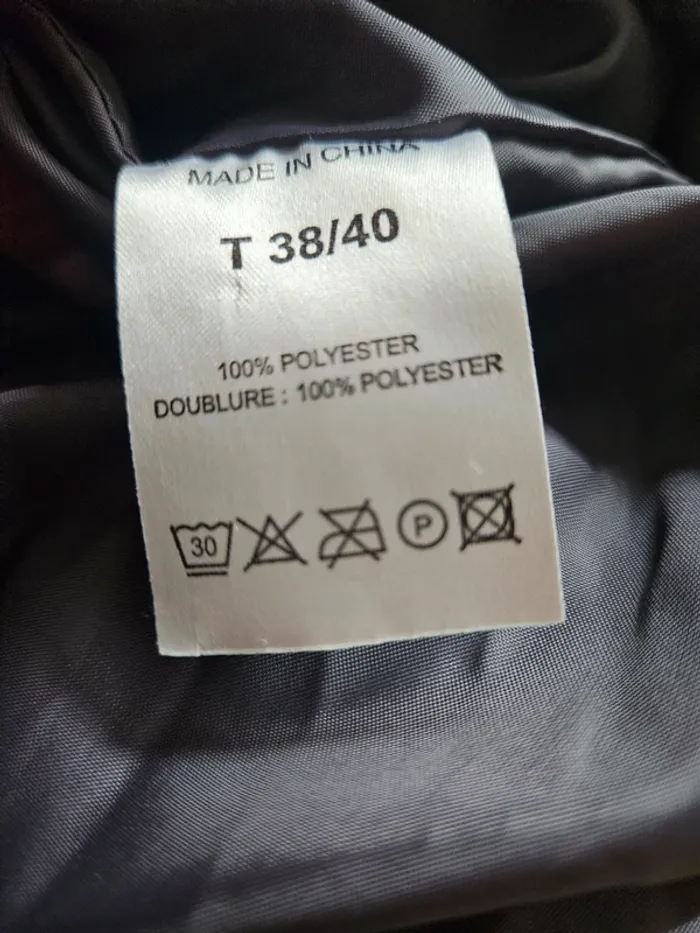 MADE IN CHINA
T 38/40
100% POLYESTER
DOUBLURE : 100% POLYESTER
30 P